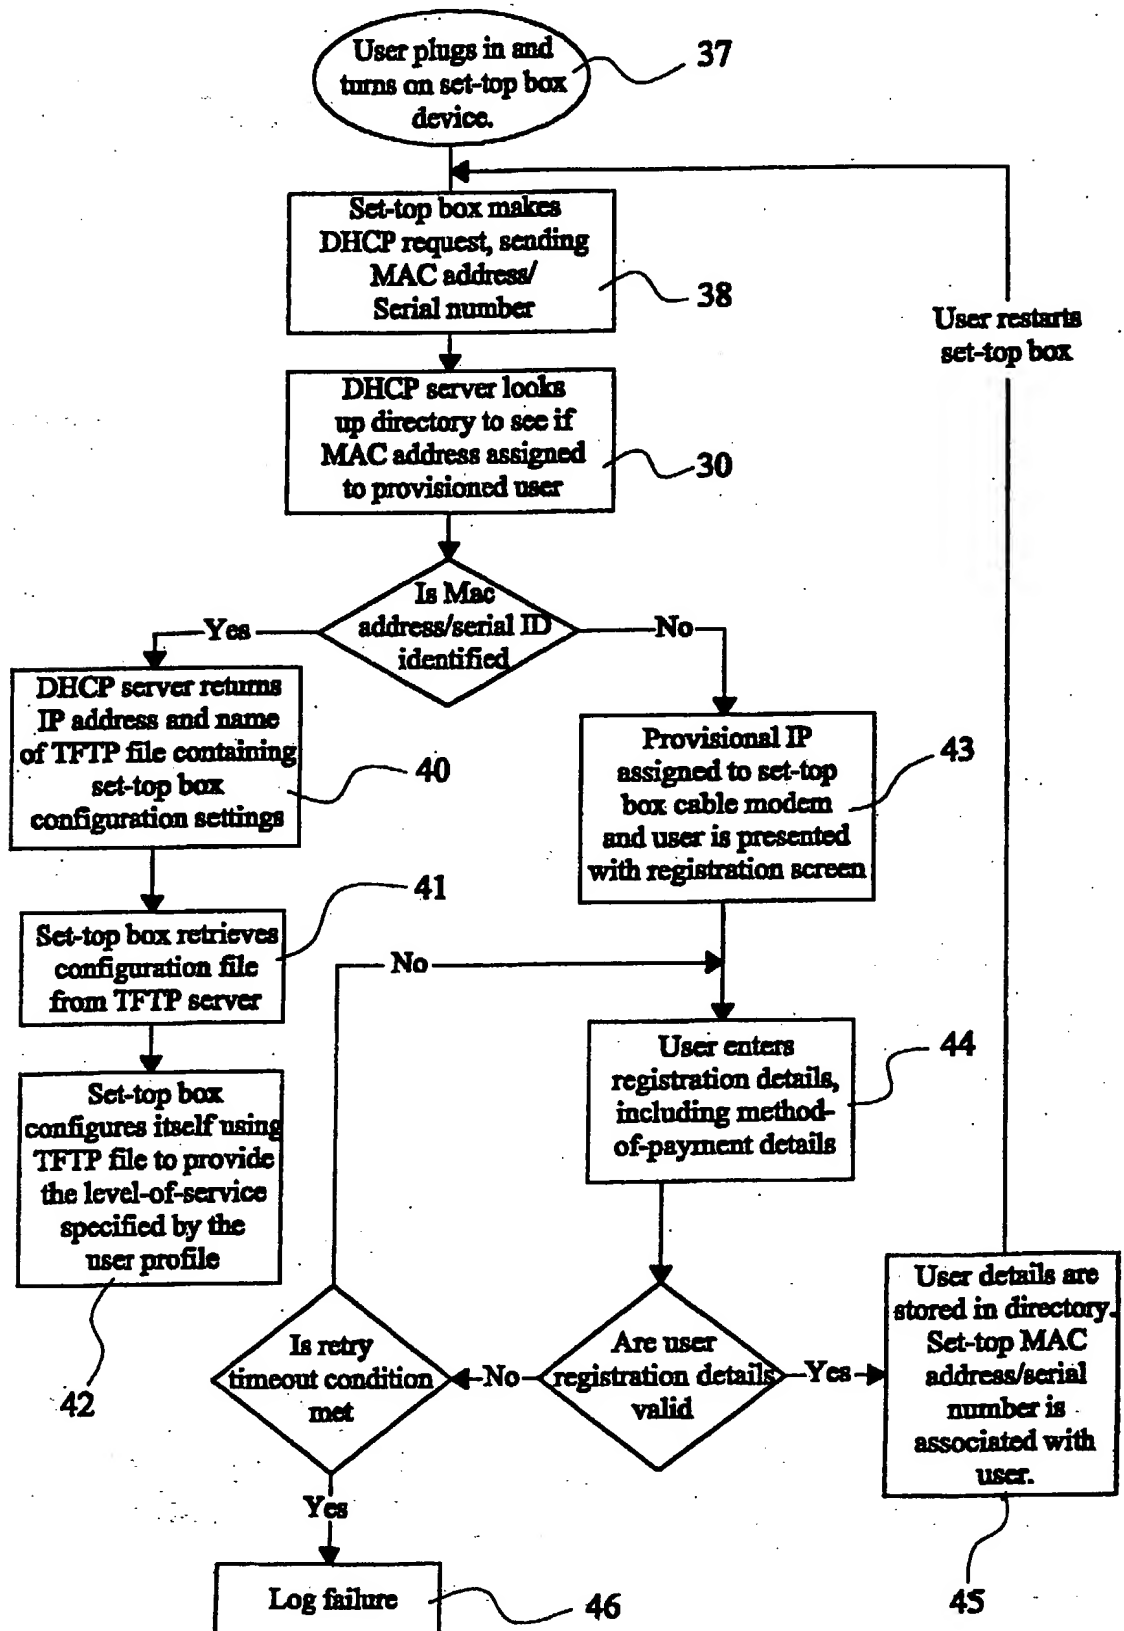 User plugs in and
turns on set-top box
device.
37
Set-top box makes
DHCP request, sending
MAC address/
Serial number
38
User restarts
set-top box
DHCP server looks
up directory to see if
MAC address assigned
to provisioned user
30
Is Mac
address/serial ID
identified
Yes
No
DHCP server returns
IP address and name
of TFTP file containing
set-top box
configuration settings
40
Provisional IP
assigned to set-top
box cable modem
and user is presented
with registration screen
43
41
Set-top box retrieves
configuration file
from TFTP server
No
User enters
registration details,
including method-
of-payment details
44
Set-top box
configures itself using
TFTP file to provide
the level-of-service
specified by the
user profile
42
Is retry
timeout condition
met
No
Are user
registration details
valid
Yes
User details are
stored in directory.
Set-top MAC
address/serial
number is
associated with
user.
45
Yes
Log failure
46